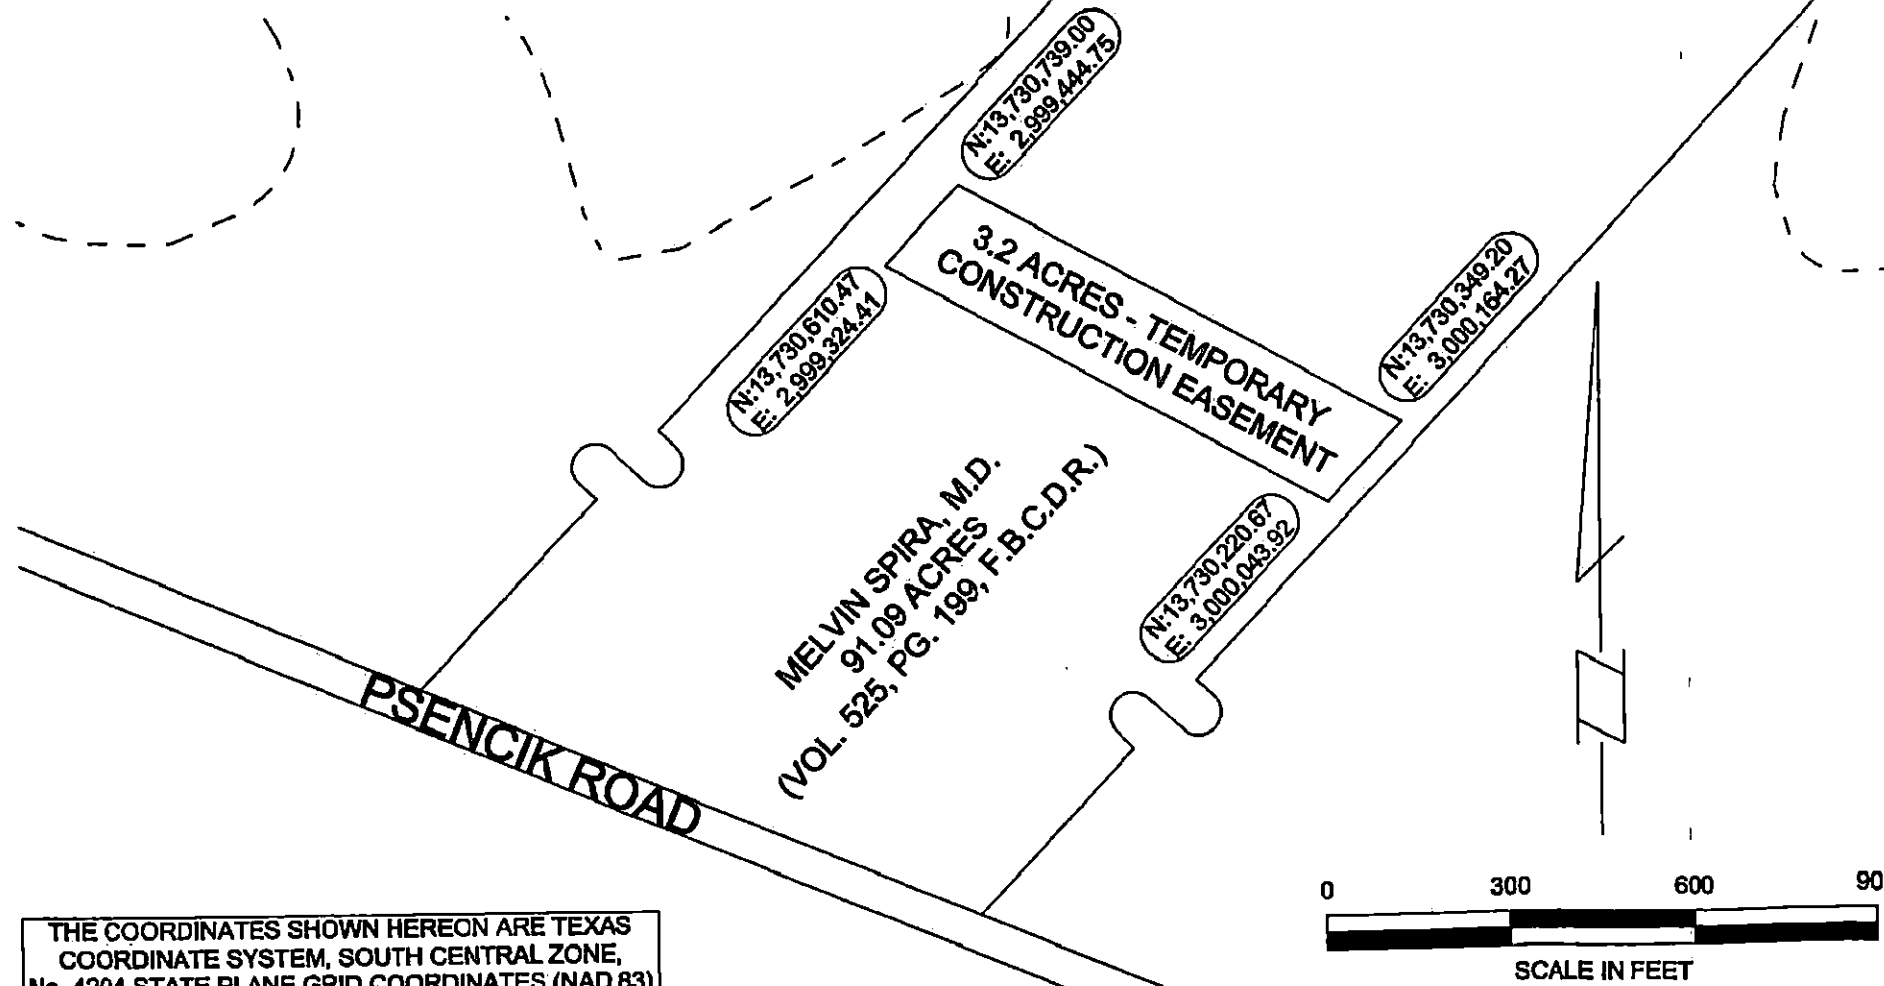 N:13,730,739.00
E: 2,999,444.75
3.2 ACRES - TEMPORARY
CONSTRUCTION EASEMENT
N:13,730,610.47
E: 2,999,324.41
N:13,730,349.20
E: 3,000,164.27
MELVIN SPIRA, M.D.
91.09 ACRES
(VOL. 525, PG. 199, F.B.C.D.R.)
N:13,730,220.67
E: 3,000,043.92
PSENCIK ROAD
N
0 300 600 90
SCALE IN FEET
THE COORDINATES SHOWN HEREON ARE TEXAS
COORDINATE SYSTEM, SOUTH CENTRAL ZONE,
No. 4204 STATE PLANE GRID COORDINATES (NAD 83)